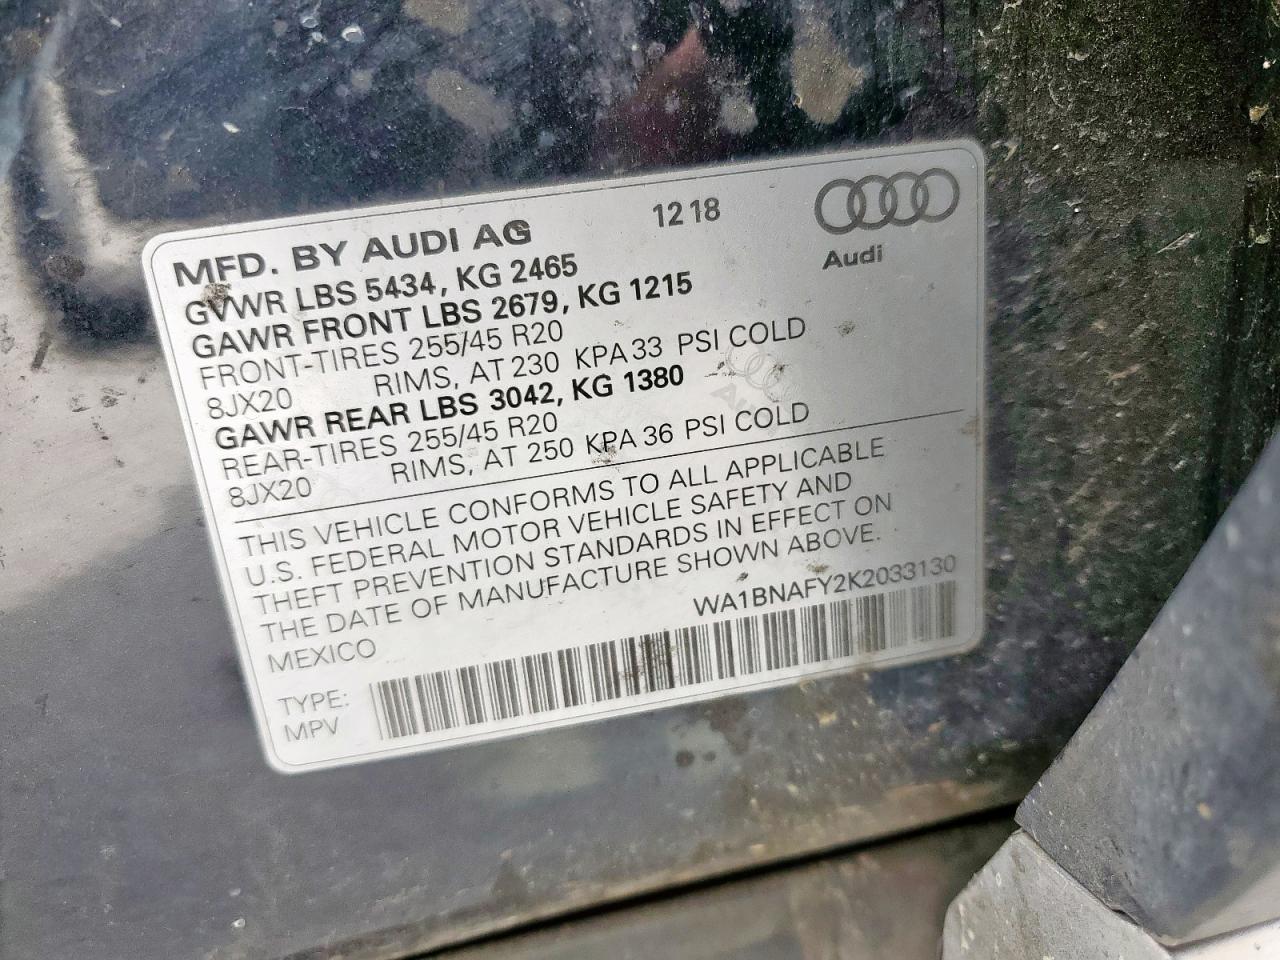 MFD. BY AUDI AG 12 18
Audi
GVWR LBS 5434, KG 2465
GAWR FRONT LBS 2679, KG 1215
FRONT-TIRES 255/45 R20
8JX20 RIMS, AT 230 KPA 33 PSI COLD
GAWR REAR LBS 3042, KG 1380
REAR-TIRES 255/45 R20
8JX20 RIMS, AT 250 KPA 36 PSI COLD
THIS VEHICLE CONFORMS TO ALL APPLICABLE
U.S. FEDERAL MOTOR VEHICLE SAFETY AND
THEFT PREVENTION STANDARDS IN EFFECT ON
THE DATE OF MANUFACTURE SHOWN ABOVE.
MEXICO WA1BNAFY2K2033130
TYPE:
MPV